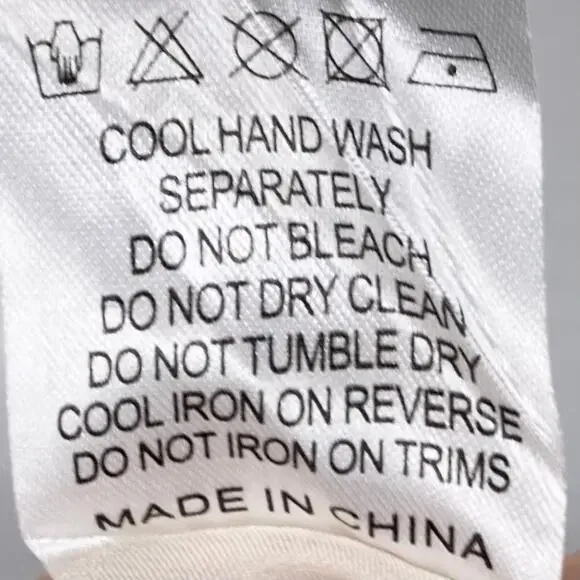 COOL HAND WASH
SEPARATELY
DO NOT BLEACH
DO NOT DRY CLEAN
DO NOT TUMBLE DRY
COOL IRON ON REVERSE
DO NOT IRON ON TRIMS
MADE IN CHINA